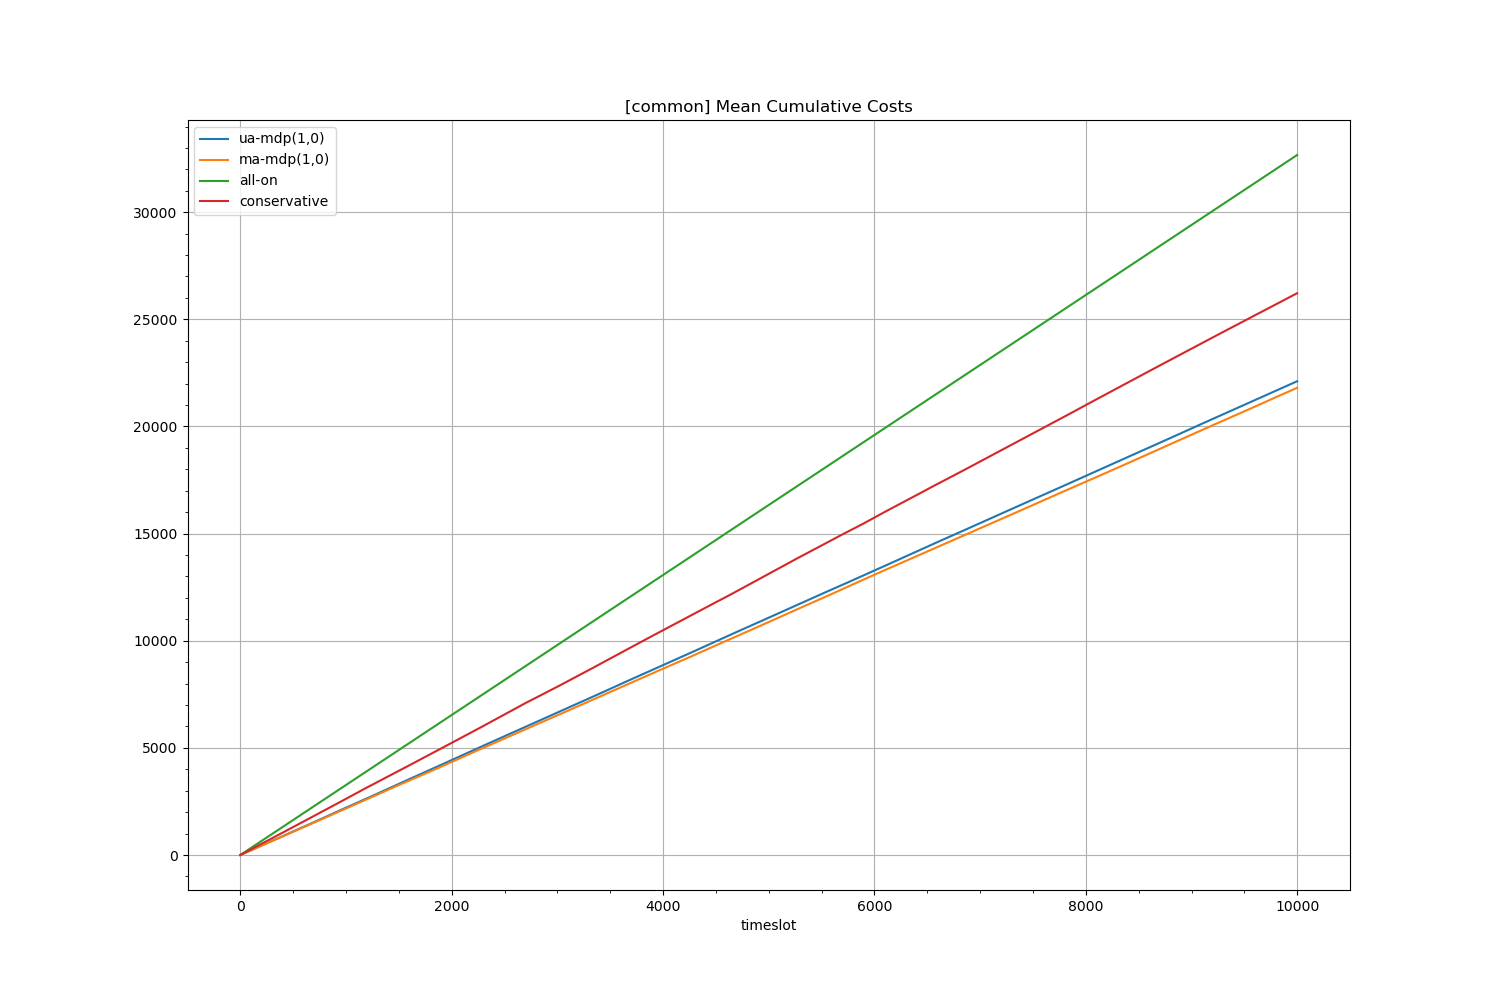 [common] Mean Cumulative Costs
ua-mdp(1,0)
ma-mdp(1,0)
all-on
conservative
30000
25000
20000
15000
10000
5000
0
0 2000 4000 6000 8000 10000
timeslot